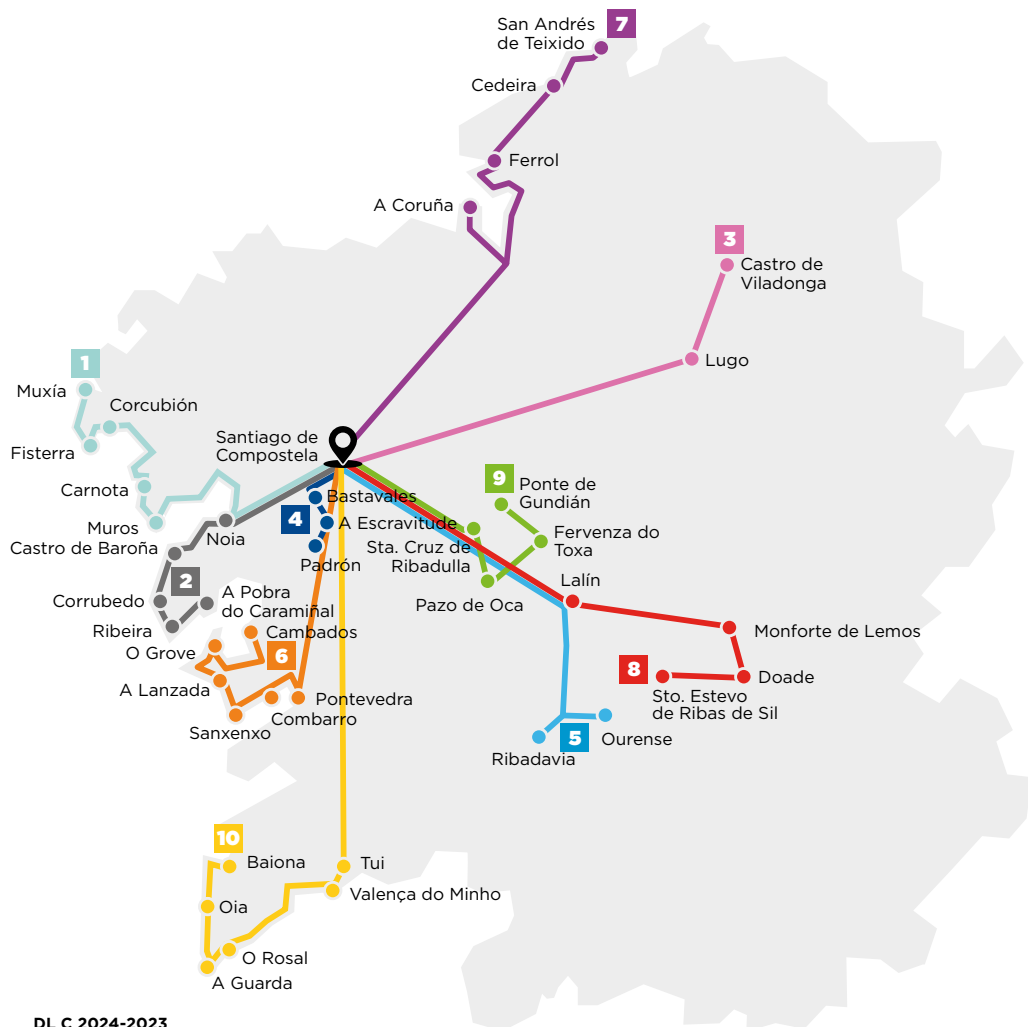 San Andrés
de Teixido
7
Cedeira
Ferrol
A Coruña
3
Castro de
Viladonga
Lugo
1
Muxía
Corcubión
Fisterra
Carnota
Muros
Santiago de
Compostela
9
Ponte de
Gundián
Bastavales
4
A Escravitude
Padrón
Fervenza do
Toxa
Sta. Cruz de
Ribadulla
Pazo de Oca
Noia
Castro de Baroña
2
Corrubedo
Ribeira
A Pobra
do Caramiñal
Lalín
Monforte de Lemos
8
Doade
Sto. Estevo
de Ribas de Sil
Cambados
O Grove
6
A Lanzada
Sanxenxo
Combarro
Pontevedra
5
Ourense
Ribadavia
10
Baiona
Tui
Valença do Minho
Oia
O Rosal
A Guarda
DL C 2024-2023